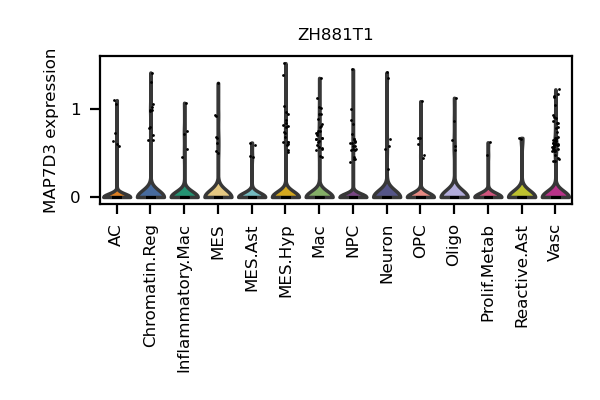 ZH881T1
MAP7D3 expression
1
0
AC
Chromatin.Reg
Inflammatory.Mac
MES
MES.Ast
MES.Hyp
Mac
NPC
Neuron
OPC
Oligo
Prolif.Metab
Reactive.Ast
Vasc